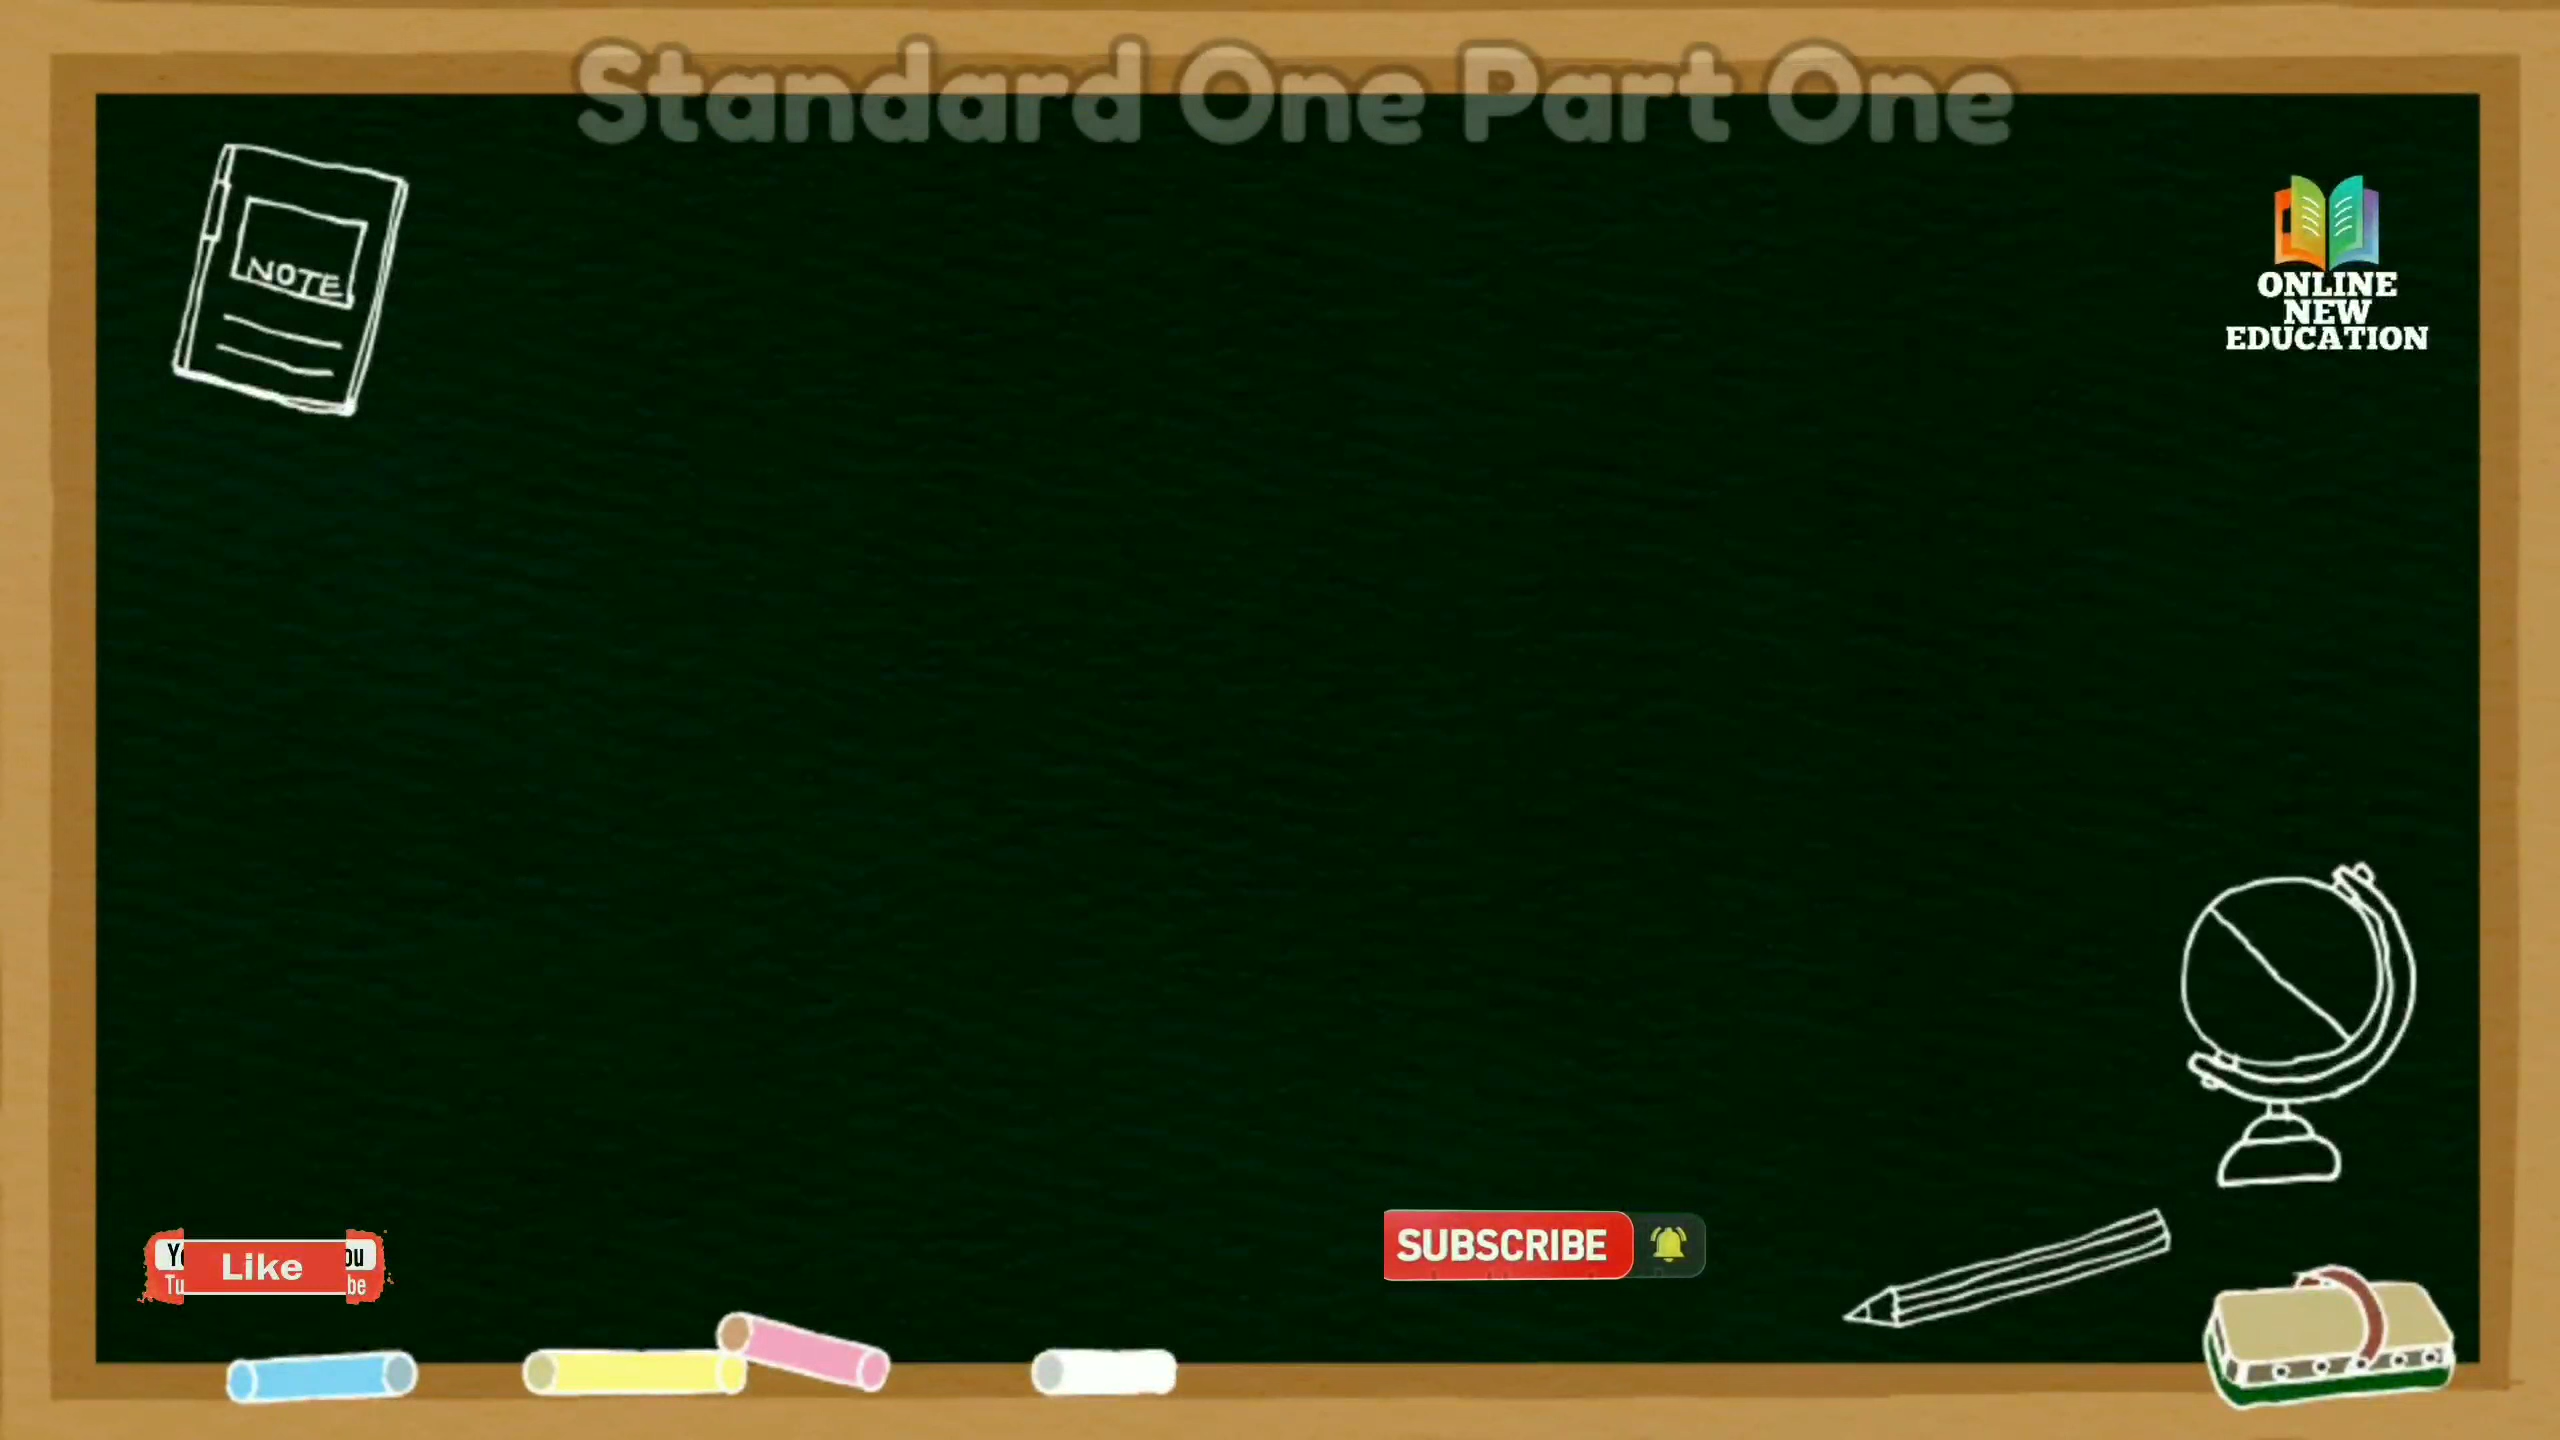 Standard One Part One
NOTE
ONLINE
NEW
EDUCATION
Like
SUBSCRIBE